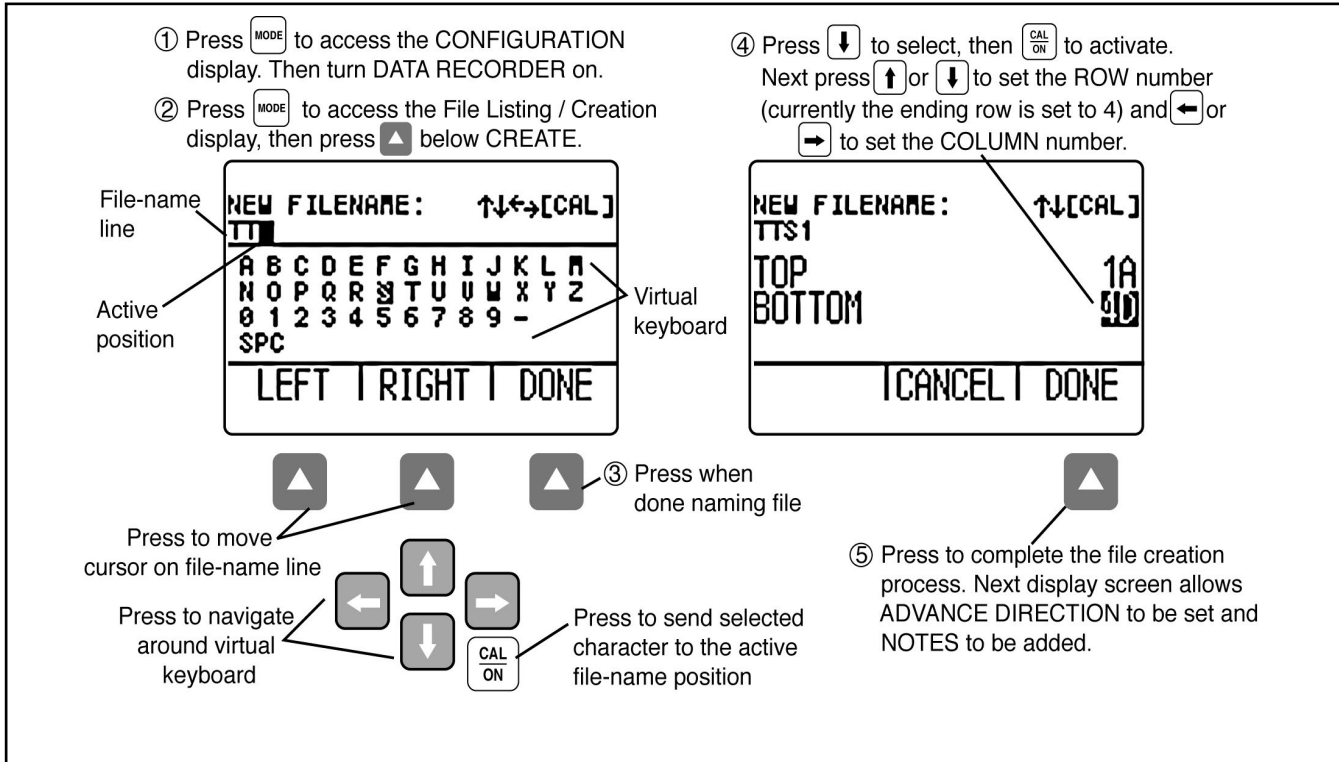 ① Press MODE to access the CONFIGURATION
display. Then turn DATA RECORDER on.
② Press MODE to access the File Listing / Creation
display, then press below CREATE.
File-name
line
Active
position
NEW FILENAME: ↑↓←→[CAL]
TT
A B C D E F G H I J K L M
N O P Q R S T U V W X Y Z
0 1 2 3 4 5 6 7 8 9 -
SPC
LEFT RIGHT DONE
Virtual
keyboard
③ Press when
done naming file
Press to move
cursor on file-name line
Press to navigate
around virtual
keyboard
CAL
ON
Press to send selected
character to the active
file-name position
④ Press ↓ to select, then CAL ON to activate.
Next press ↑ or ↓ to set the ROW number
(currently the ending row is set to 4) and ← or
→ to set the COLUMN number.
NEW FILENAME: ↑↓[CAL]
TTS1
TOP 1A
BOTTOM
CANCEL DONE
⑤ Press to complete the file creation
process. Next display screen allows
ADVANCE DIRECTION to be set and
NOTES to be added.